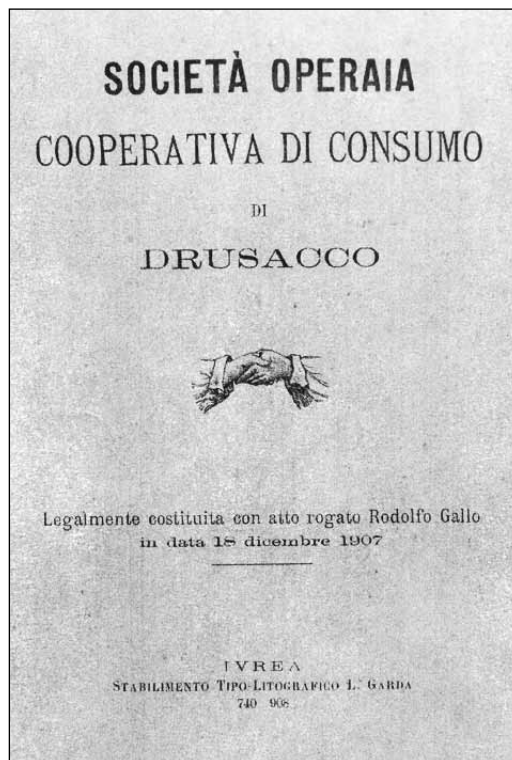 SOCIETÀ OPERAIA
COOPERATIVA DI CONSUMO
DI
DRUSACCO
Legalmente costituita con atto rogato Rodolfo Gallo
in data 18 dicembre 1907
IVREA
STABILIMENTO TIPO-LITOGRAFICO L. GARDA
740 908